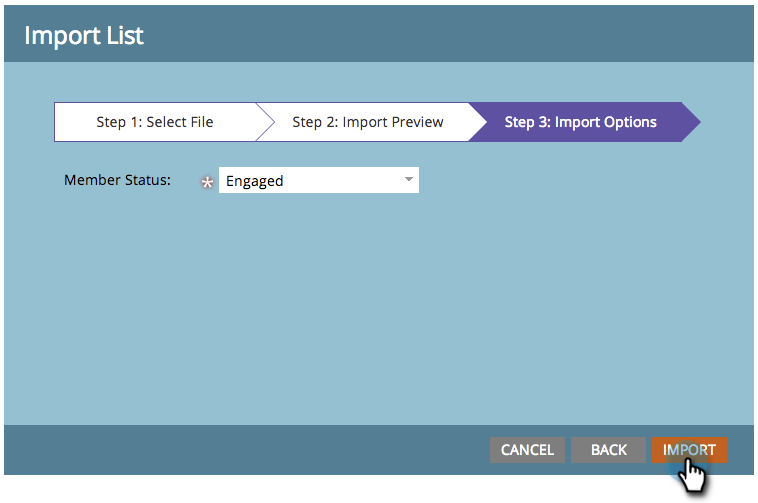 Import List
Step 1: Select File
Step 2: Import Preview
Step 3: Import Options
Member Status:
Engaged
CANCEL
BACK
IMPORT